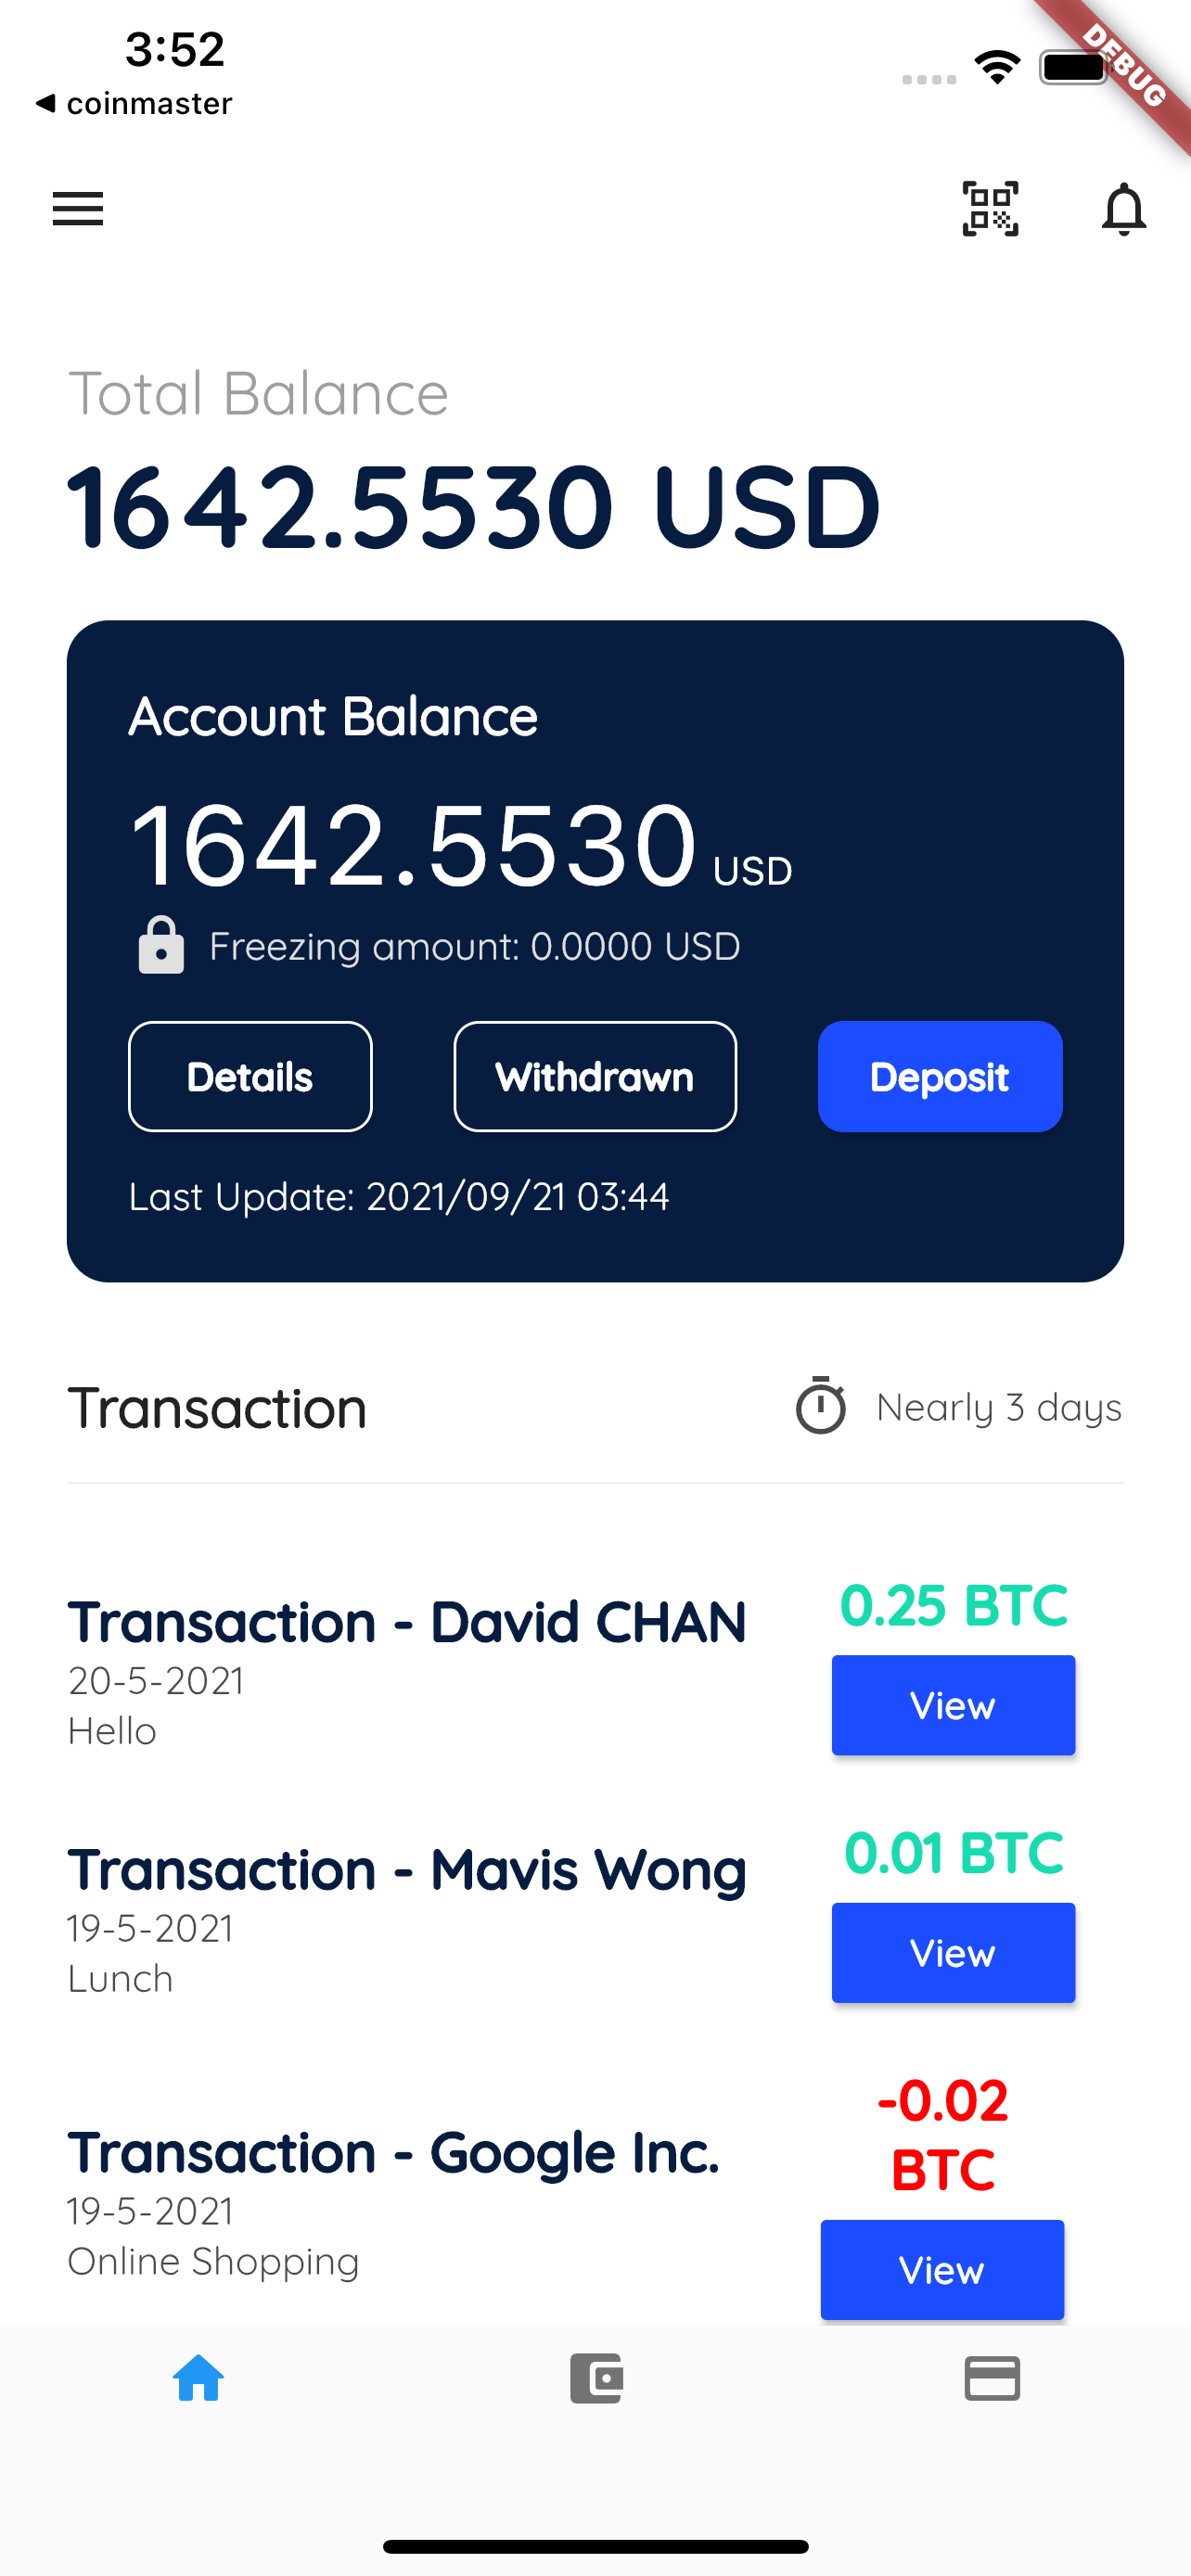 3:52
DEBUG
◀ coinmaster
Total Balance
1642.5530 USD
Account Balance
1642.5530 USD
Freezing amount: 0.0000 USD
Details Withdrawn Deposit
Last Update: 2021/09/21 03:44
Transaction Nearly 3 days
0.25 BTC
Transaction - David CHAN
20-5-2021
View
Hello
0.01 BTC
Transaction - Mavis Wong
19-5-2021
View
Lunch
-0.02
BTC
Transaction - Google Inc.
19-5-2021
Online Shopping
View